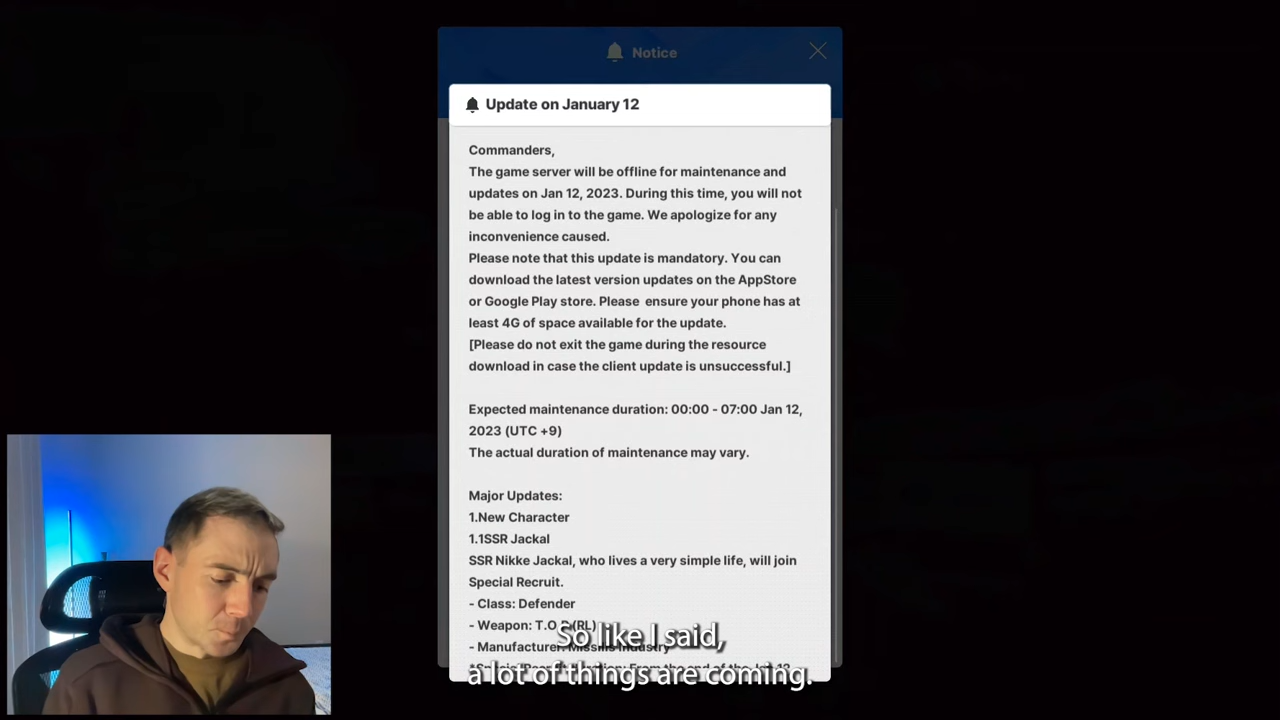 Notice
Update on January 12
Commanders,
The game server will be offline for maintenance and
updates on Jan 12, 2023. During this time, you will not
be able to log in to the game. We apologize for any
inconvenience caused.
Please note that this update is mandatory. You can
download the latest version updates on the AppStore
or Google Play store. Please ensure your phone has at
least 4G of space available for the update.
[Please do not exit the game during the resource
download in case the client update is unsuccessful.]
Expected maintenance duration: 00:00 - 07:00 Jan 12,
2023 (UTC +9)
The actual duration of maintenance may vary.
Major Updates:
1.New Character
1.1SSR Jackal
SSR Nikke Jackal, who lives a very simple life, will join
Special Recruit.
- Class: Defender
- Weapon: (RL)
- Manufacturer: Missilis Industry
So like I said,
a lot of things are coming.